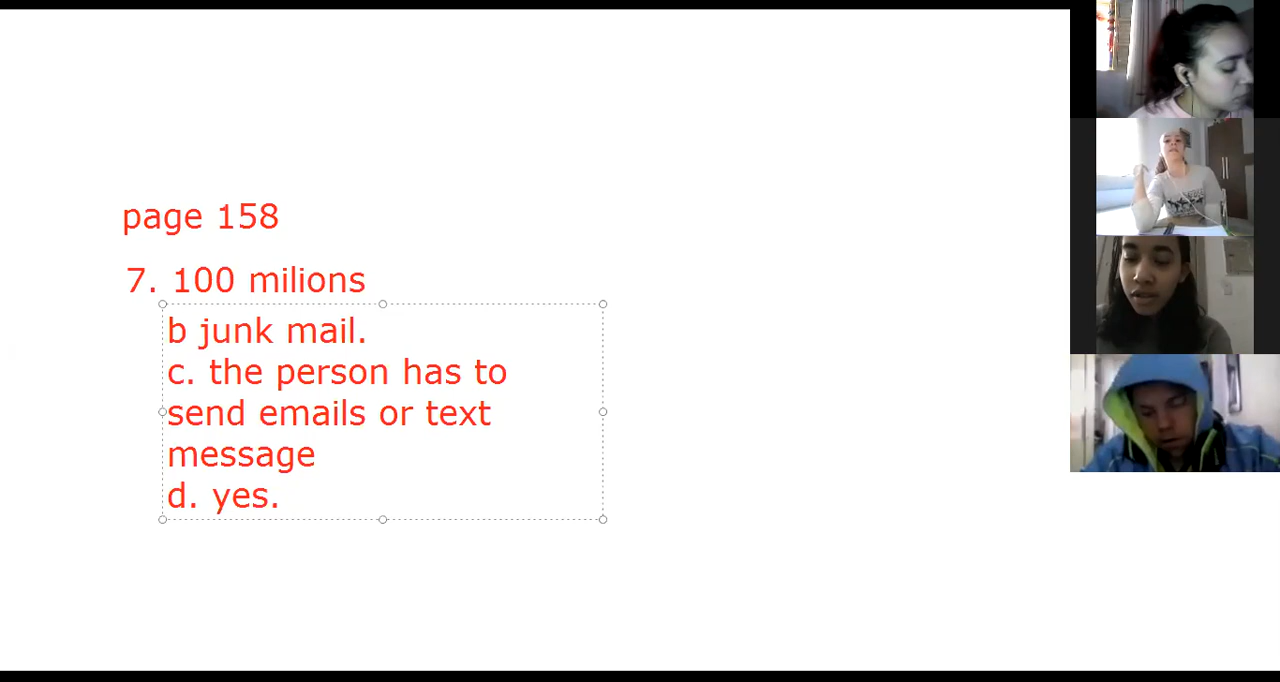 page 158
7. 100 milions
b junk mail.
c. the person has to
send emails or text
message
d. yes.